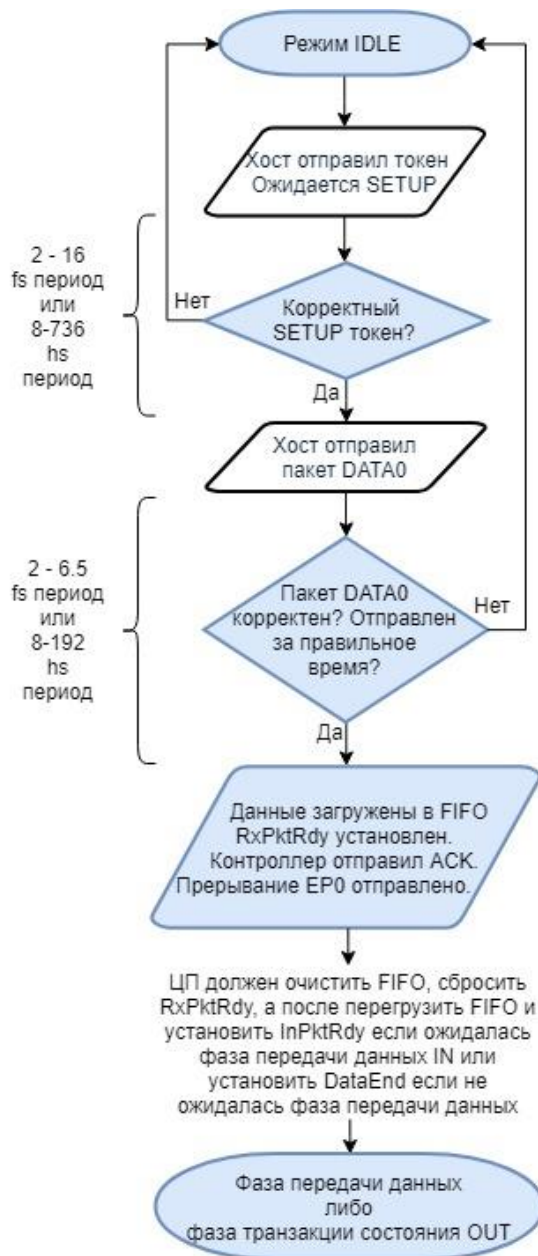 Режим IDLE
Хост отправил токен
Ожидается SETUP
2 - 16
fs период
или
8-736
hs
период
Нет
Корректный
SETUP токен?
Да
Хост отправил
пакет DATA0
2 - 6.5
fs период
или
8-192
hs
период
Пакет DATA0
корректен? Отправлен
за правильное
время?
Нет
Да
Данные загружены в FIFO
RxPktRdy установлен.
Контроллер отправил ACK.
Прерывание EP0 отправлено.
ЦП должен очистить FIFO, сбросить
RxPktRdy, а после перегрузить FIFO и
установить InPktRdy если ожидалась
фаза передачи данных IN или
установить DataEnd если не
ожидалась фаза передачи данных
Фаза передачи данных
либо
фаза транзакции состояния OUT